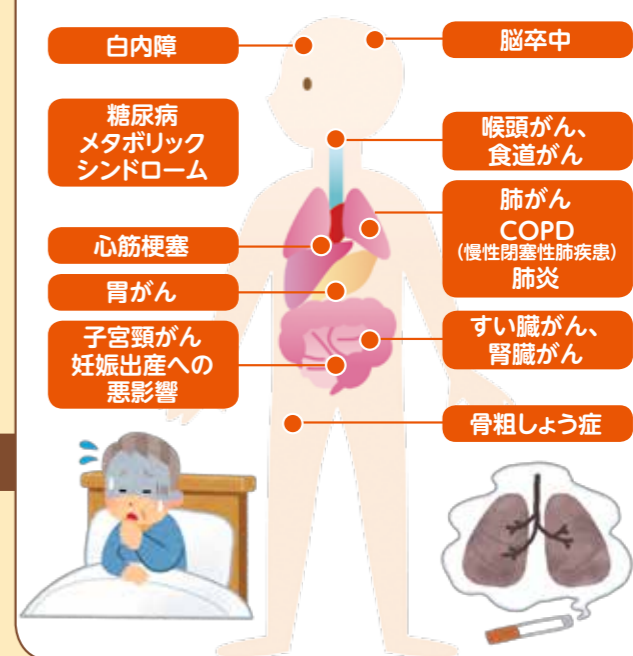 白内障
糖尿病
メタボリック
シンドローム
心筋梗塞
胃がん
子宮頸がん
妊娠出産への
悪影響
脳卒中
喉頭がん、
食道がん
肺がん
COPD
(慢性閉塞性肺疾患)
肺炎
すい臓がん、
腎臓がん
骨粗しょう症